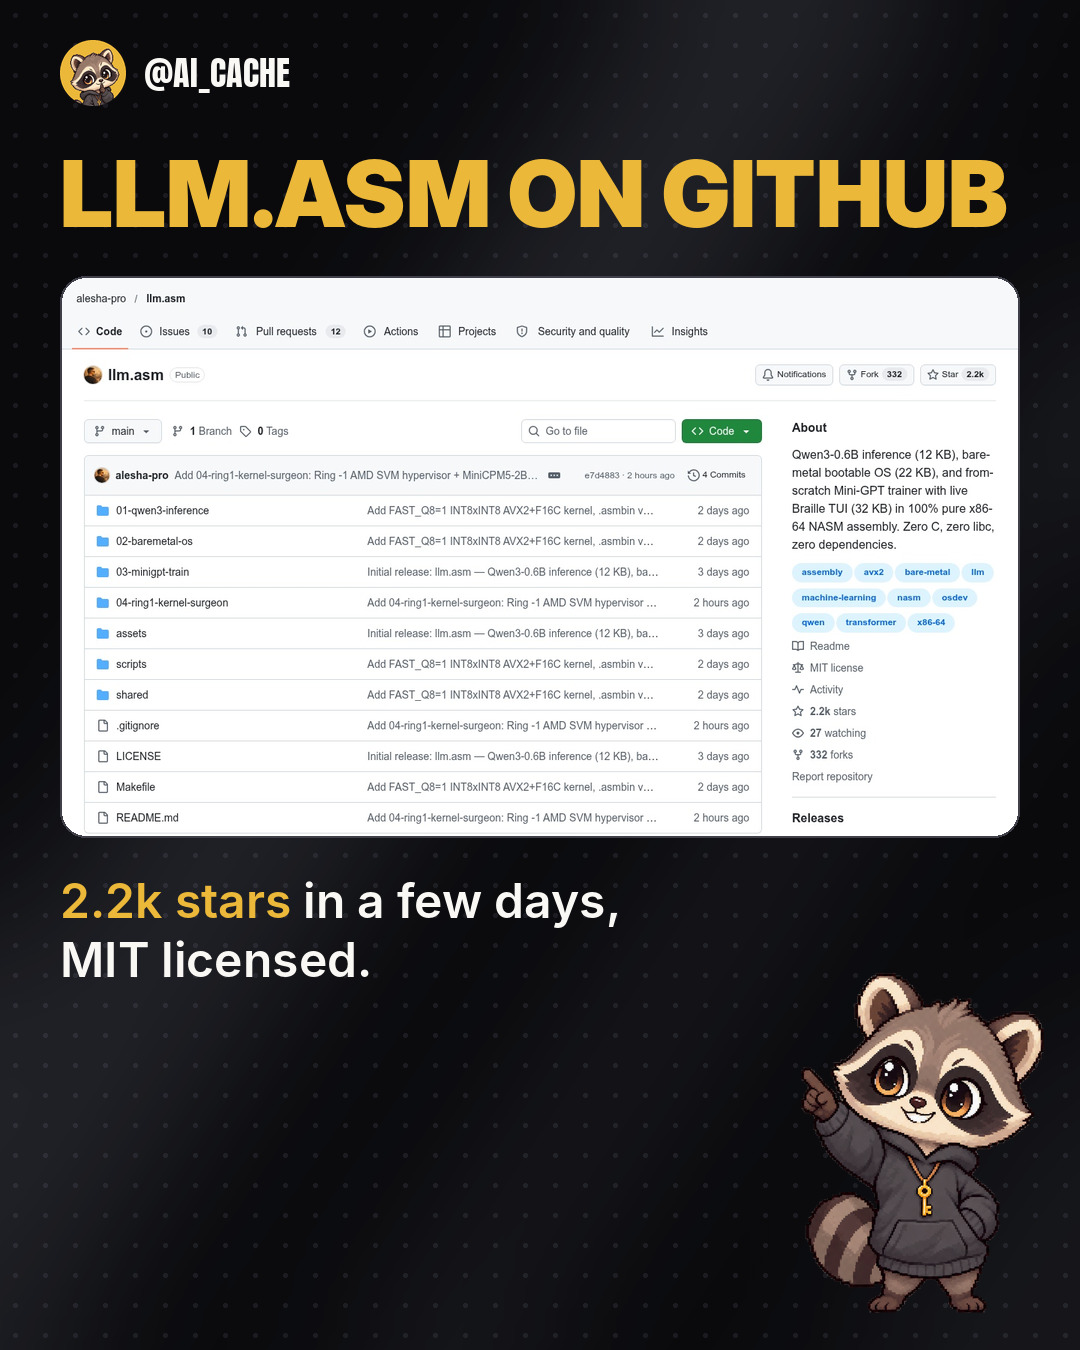 @AI_CACHE
LLM.ASM ON GITHUB
alesha-pro / llm.asm
Code Issues 10 Pull requests 12 Actions Projects Security and quality Insights
llm.asm Public Notifications Fork 332 Star 2.2k
main 1 Branch 0 Tags Go to file Code
alesha-pro Add 04-ring1-kernel-surgeon: Ring -1 AMD SVM hypervisor + MiniCPM5-2B... e7d4883 · 2 hours ago 4 Commits
01-qwen3-inference Add FAST_Q8=1 INT8xINT8 AVX2+F16C kernel, .asmbin v... 2 days ago
02-baremetal-os Add FAST_Q8=1 INT8xINT8 AVX2+F16C kernel, .asmbin v... 2 days ago
03-minigpt-train Initial release: llm.asm — Qwen3-0.6B inference (12 KB), ba... 3 days ago
04-ring1-kernel-surgeon Add 04-ring1-kernel-surgeon: Ring -1 AMD SVM hypervisor ... 2 hours ago
assets Initial release: llm.asm — Qwen3-0.6B inference (12 KB), ba... 3 days ago
scripts Add FAST_Q8=1 INT8xINT8 AVX2+F16C kernel, .asmbin v... 2 days ago
shared Add FAST_Q8=1 INT8xINT8 AVX2+F16C kernel, .asmbin v... 2 days ago
.gitignore Add 04-ring1-kernel-surgeon: Ring -1 AMD SVM hypervisor ... 2 hours ago
LICENSE Initial release: llm.asm — Qwen3-0.6B inference (12 KB), ba... 3 days ago
Makefile Add FAST_Q8=1 INT8xINT8 AVX2+F16C kernel, .asmbin v... 2 days ago
README.md Add 04-ring1-kernel-surgeon: Ring -1 AMD SVM hypervisor ... 2 hours ago
About
Qwen3-0.6B inference (12 KB), bare-
metal bootable OS (22 KB), and from-
scratch Mini-GPT trainer with live
Braille TUI (32 KB) in 100% pure x86-
64 NASM assembly. Zero C, zero libc,
zero dependencies.
assembly avx2 bare-metal llm
machine-learning nasm osdev
qwen transformer x86-64
Readme
MIT license
Activity
2.2k stars
27 watching
332 forks
Report repository
Releases
2.2k stars in a few days,
MIT licensed.